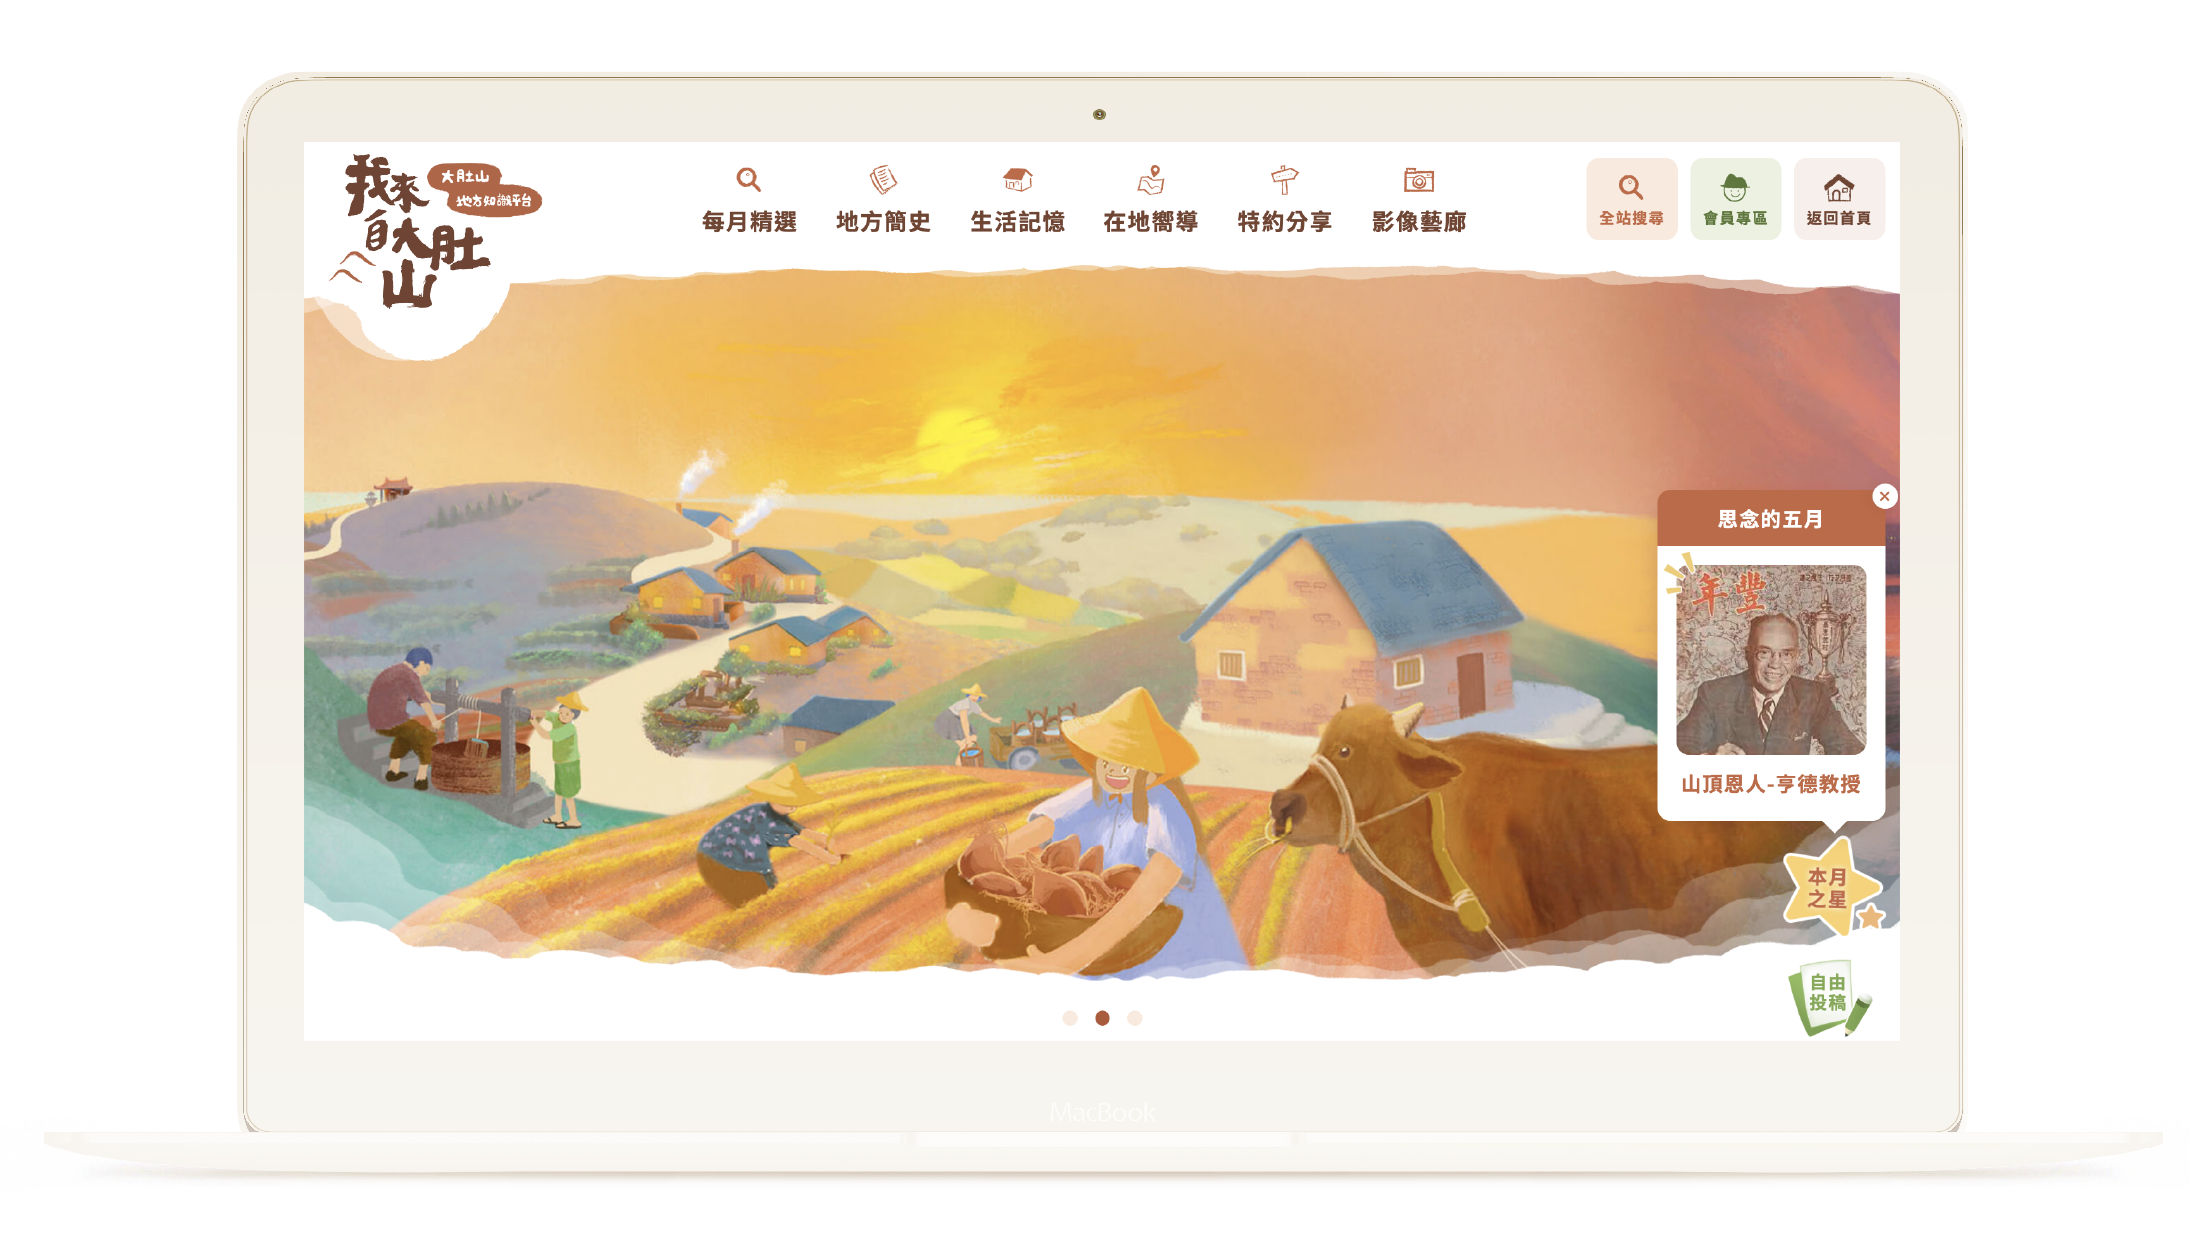 我來
自大肚
山
大肚山
地方知識平台
每月精選
地方簡史
生活記憶
在地嚮導
特約分享
影像藝廊
全站搜尋
會員專區
返回首頁
思念的五月
年豐
山頂恩人-亨德教授
本月
之星
自由
投稿
MacBook